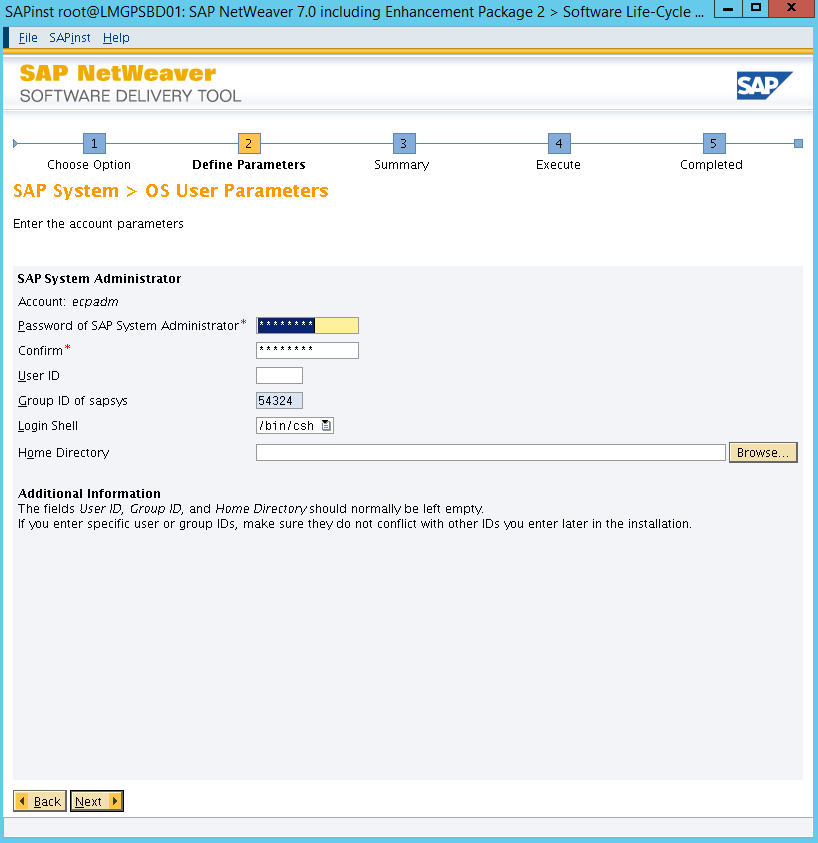 SAPinst root@LMGPSBD01: SAP NetWeaver 7.0 including Enhancement Package 2 > Software Life-Cycle ...
File SAPinst Help
SAP NetWeaver
SOFTWARE DELIVERY TOOL
SAP
1 2 3 4 5
Choose Option Define Parameters Summary Execute Completed
SAP System > OS User Parameters
Enter the account parameters
SAP System Administrator
Account: ecpadm
Password of SAP System Administrator* ********
Confirm* ********
User ID
Group ID of sapsys 54324
Login Shell /bin/csh
Home Directory Browse...
Additional Information
The fields User ID, Group ID, and Home Directory should normally be left empty.
If you enter specific user or group IDs, make sure they do not conflict with other IDs you enter later in the installation.
Back Next